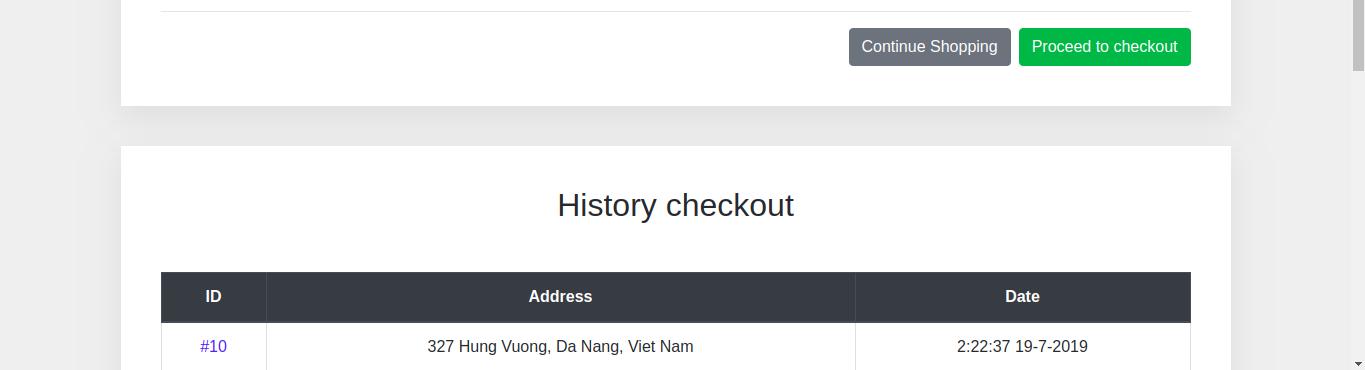 Continue Shopping Proceed to checkout
History checkout
ID Address Date
#10 327 Hung Vuong, Da Nang, Viet Nam 2:22:37 19-7-2019